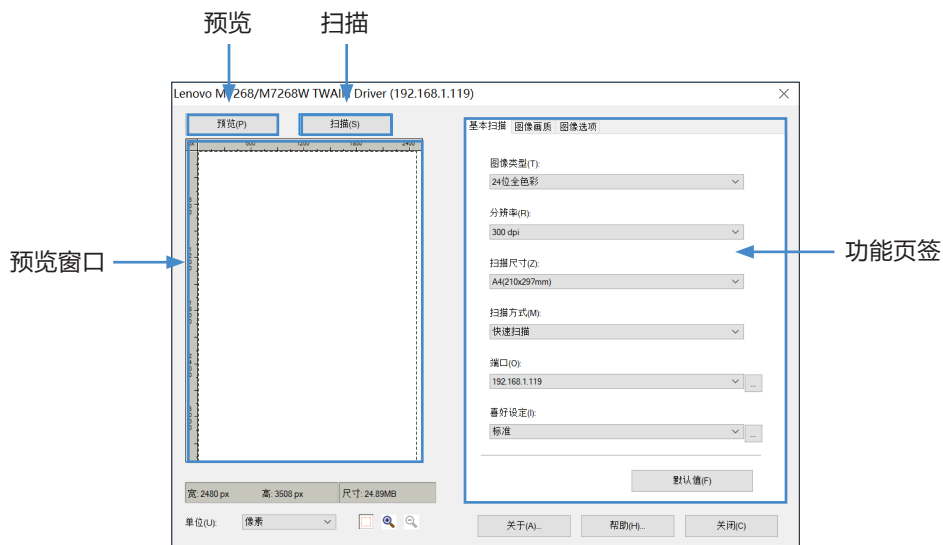 预览 扫描
Lenovo M7268/M7268W TWAIN Driver (192.168.1.119)
预览(P) 扫描(S)
基本扫描 图像画质 图像选项
px 600 1200 1800 2400
图像类型(T):
24位全色彩
分辨率(R):
300 dpi
预览窗口
功能页签
扫描尺寸(Z):
A4(210x297mm)
扫描方式(M):
快速扫描
端口(O):
192.168.1.119 ...
喜好设定(I):
标准 ...
默认值(F)
宽: 2480 px 高: 3508 px 尺寸: 24.89MB
单位(U): 像素
关于(A)... 帮助(H)... 关闭(C)